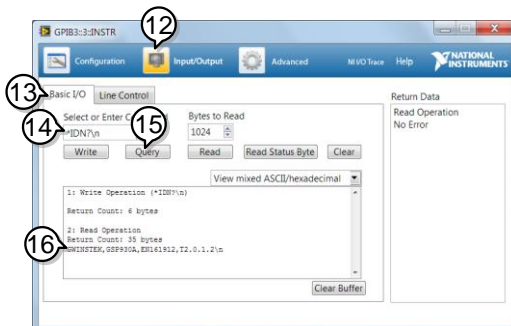 12
GPIB3::3::INSTR
Configuration Input/Output Advanced NI I/O Trace Help NATIONAL INSTRUMENTS
13 Basic I/O Line Control Return Data
Select or Enter C Bytes to Read Read Operation
14 *IDN?\n 15 1024 No Error
Write Query Read Read Status Byte Clear
View mixed ASCII/hexadecimal
1: Write Operation (*IDN?\n)
Return Count: 6 bytes
2: Read Operation
Return Count: 35 bytes
16 GWINSTEK,GSP930A,EN161912,T2.0.1.2\n
Clear Buffer